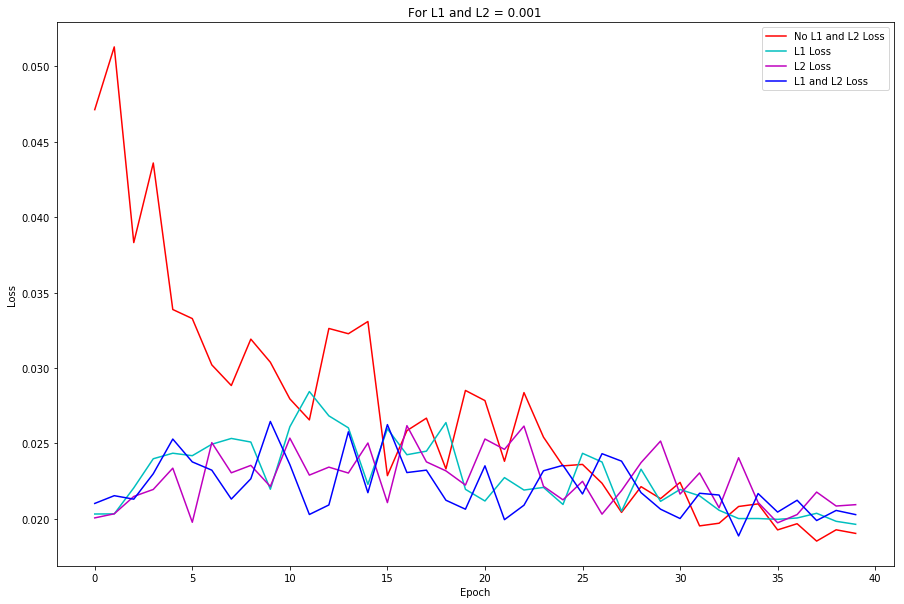 For L1 and L2 = 0.001
No L1 and L2 Loss
L1 Loss
L2 Loss
L1 and L2 Loss
0.050
0.045
0.040
0.035
0.030
0.025
0.020
Loss
0 5 10 15 20 25 30 35 40
Epoch